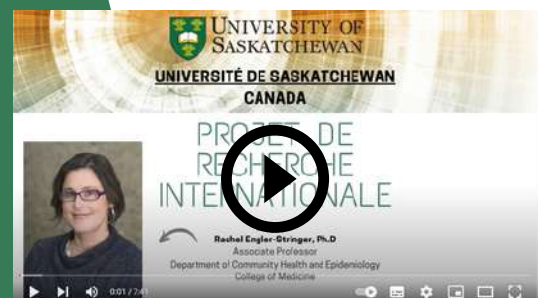 UNIVERSITY OF
SASKATCHEWAN
UNIVERSITÉ DE SASKATCHEWAN
CANADA
PROJET DE
RECHERCHE
INTERNATIONALE
Rachel Engler-Stringer, Ph.D
Associate Professor
Department of Community Health and Epidemiology
College of Medicine
0:01 / 7:41